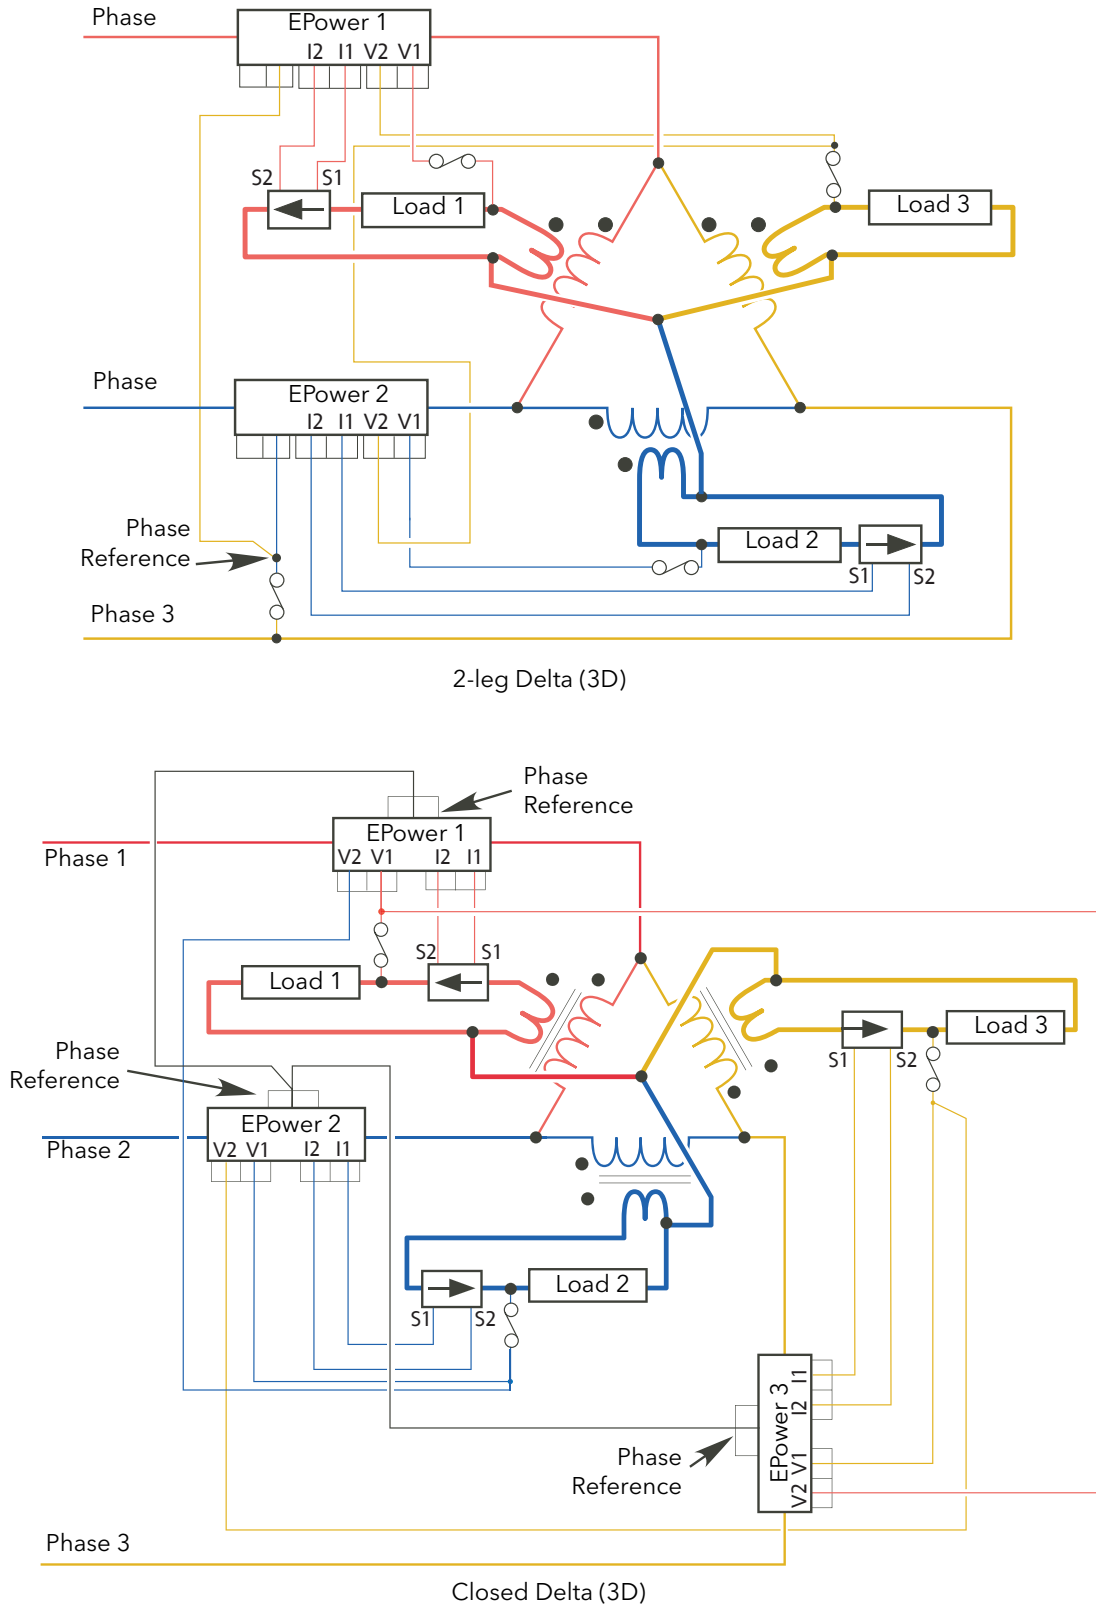 Phase
EPower 1
I2 I1 V2 V1
S2 S1
Load 1
Load 3
Phase
EPower 2
I2 I1 V2 V1
Phase
Reference
Load 2
S1 S2
Phase 3
2-leg Delta (3D)
Phase
Reference
EPower 1
V2 V1 I2 I1
Phase 1
S2 S1
Load 1
Load 3
S1 S2
Phase
Reference
EPower 2
V2 V1 I2 I1
Phase 2
Load 2
S1 S2
EPower 3
I1
I2
V1
V2
Phase
Reference
Phase 3
Closed Delta (3D)